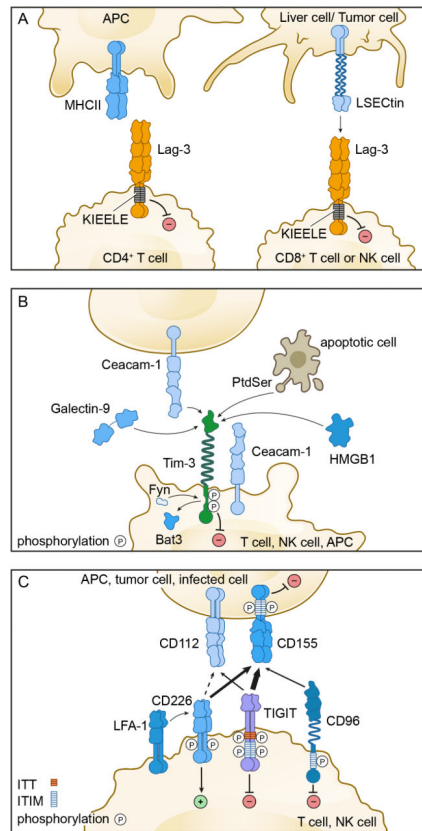 A
APC
Liver cell/ Tumor cell
MHCII
LSECtin
Lag-3
Lag-3
KIEELE
KIEELE
CD4⁺ T cell
CD8⁺ T cell or NK cell
B
Ceacam-1
apoptotic cell
PtdSer
Galectin-9
Ceacam-1
HMGB1
Tim-3
Fyn
P
P
Bat3
phosphorylation P
T cell, NK cell, APC
C
APC, tumor cell, infected cell
P P
CD112
CD155
CD226
TIGIT
CD96
LFA-1
P P
P P
P
ITT
ITIM
phosphorylation P
T cell, NK cell